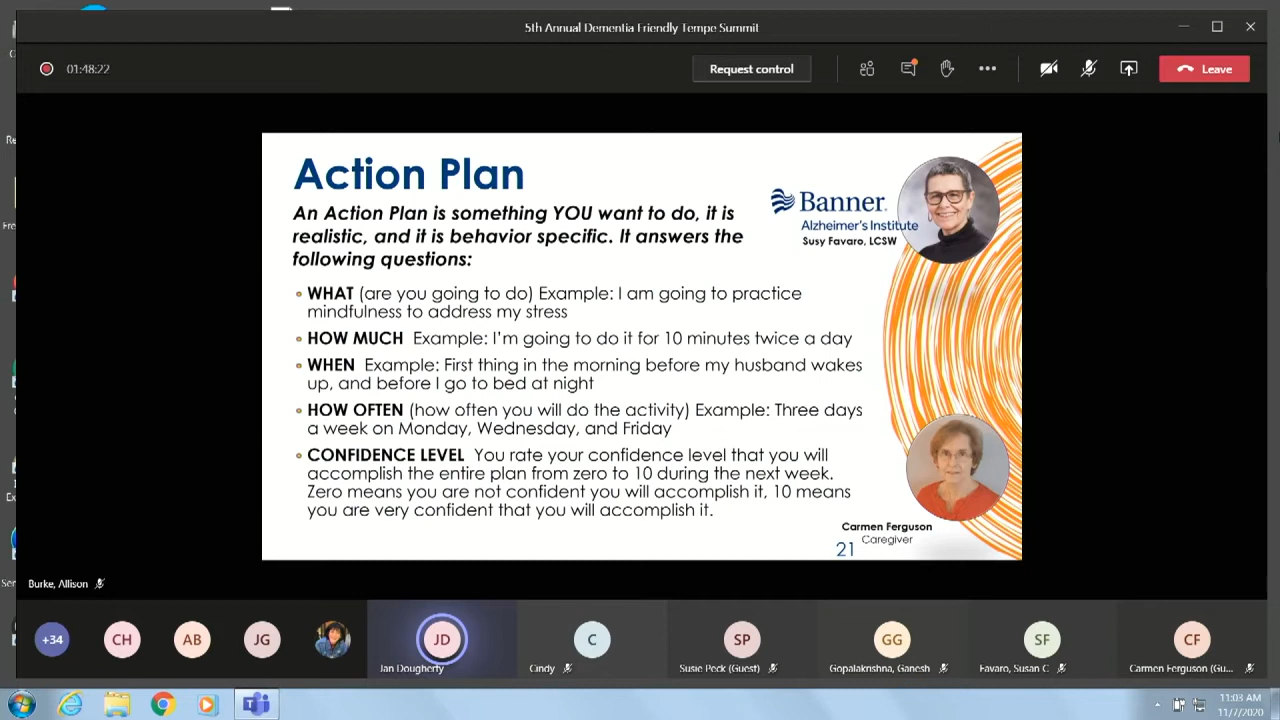 5th Annual Dementia Friendly Tempe Summit
01:48:22
Request control
Leave
Action Plan
An Action Plan is something YOU want to do, it is
realistic, and it is behavior specific. It answers the
following questions:
Banner
Alzheimer's Institute
Susy Favaro, LCSW
WHAT (are you going to do) Example: I am going to practice
mindfulness to address my stress
HOW MUCH Example: I'm going to do it for 10 minutes twice a day
WHEN Example: First thing in the morning before my husband wakes
up, and before I go to bed at night
HOW OFTEN (how often you will do the activity) Example: Three days
a week on Monday, Wednesday, and Friday
CONFIDENCE LEVEL You rate your confidence level that you will
accomplish the entire plan from zero to 10 during the next week.
Zero means you are not confident you will accomplish it, 10 means
you are very confident that you will accomplish it.
Carmen Ferguson
Caregiver
21
Burke, Allison
+34
CH
AB
JG
JD
C
SP
GG
SF
CF
Jan Dougherty
Cindy
Susie Peck (Guest)
Gopalakrishna, Ganesh
Favaro, Susan C
Carmen Ferguson (Gu...
11:03 AM
11/7/2020